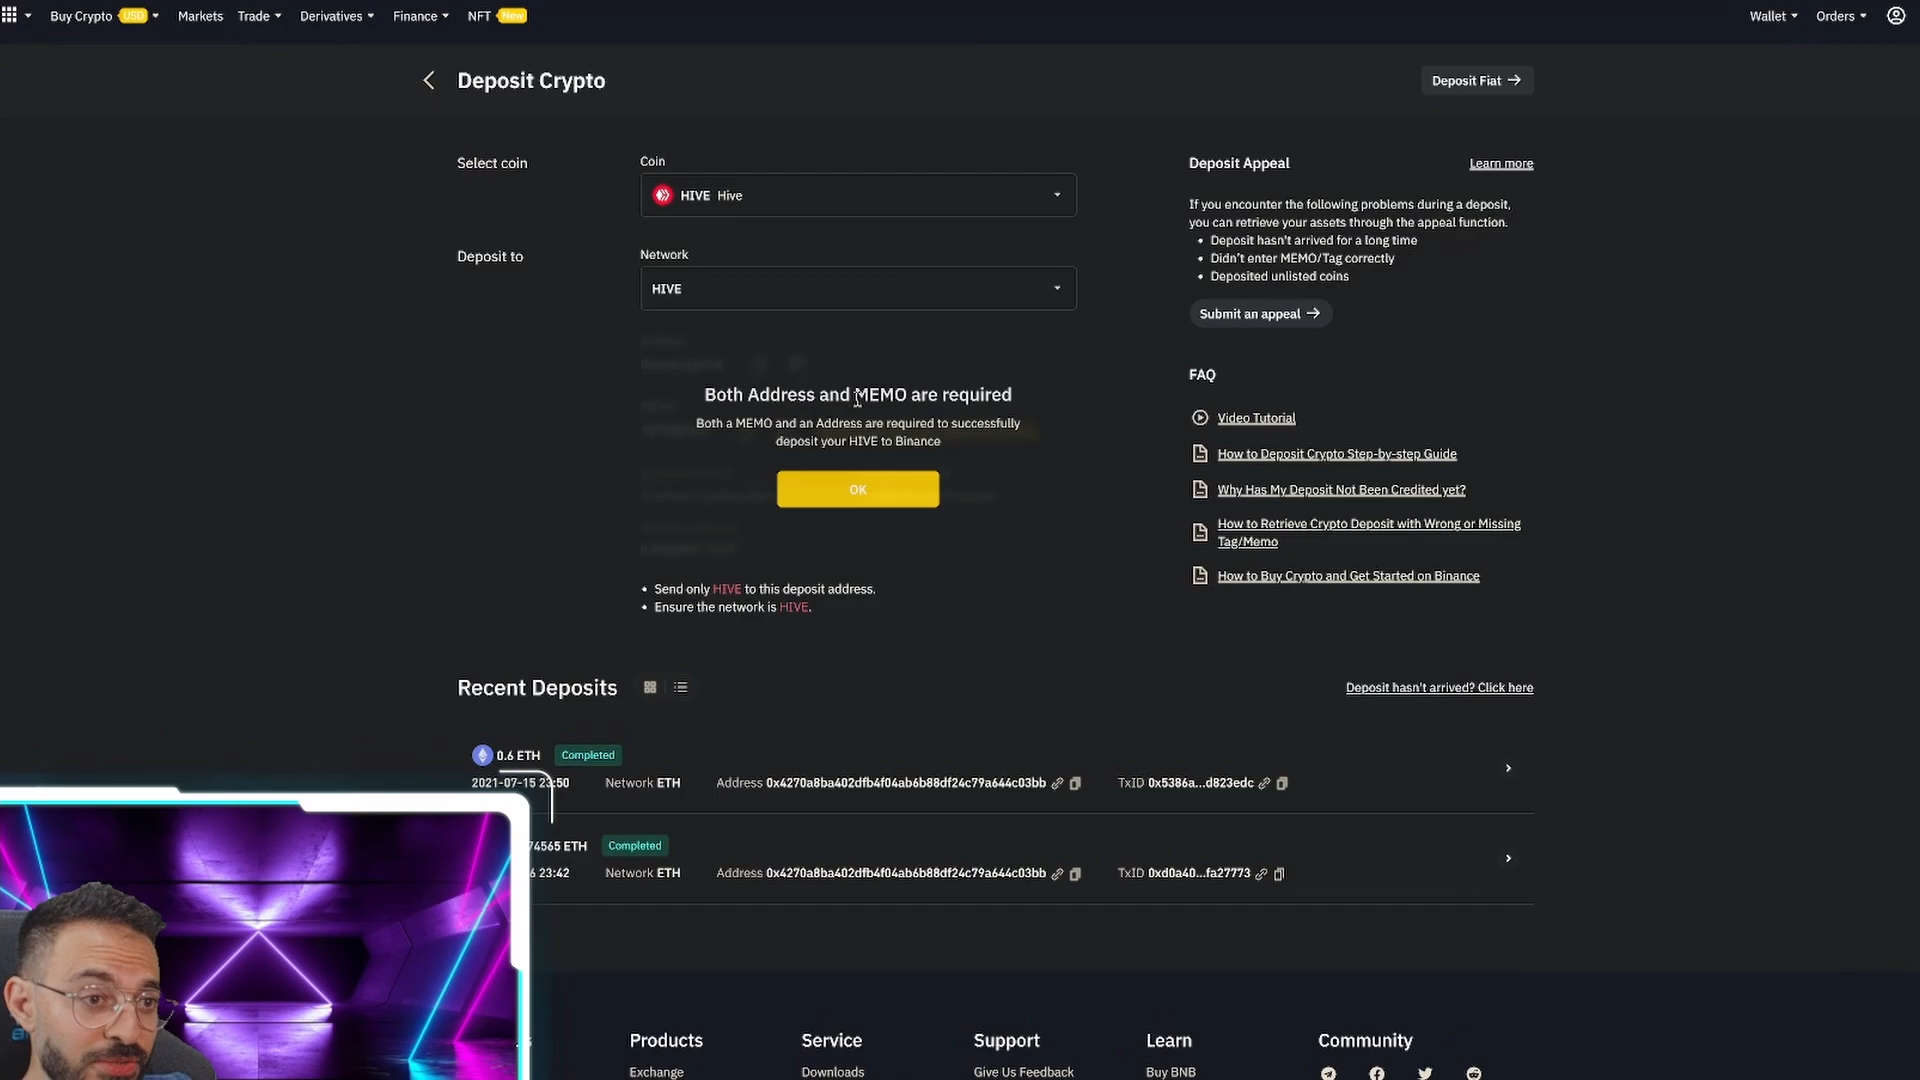 Buy Crypto USD
Markets
Trade
Derivatives
Finance
NFT New
Wallet
Orders
Deposit Crypto
Deposit Fiat
Select coin
Coin
HIVE Hive
Deposit to
Network
HIVE
Both Address and MEMO are required
Both a MEMO and an Address are required to successfully
deposit your HIVE to Binance
OK
• Send only HIVE to this deposit address.
• Ensure the network is HIVE.
Deposit Appeal
Learn more
If you encounter the following problems during a deposit,
you can retrieve your assets through the appeal function.
• Deposit hasn't arrived for a long time
• Didn't enter MEMO/Tag correctly
• Deposited unlisted coins
Submit an appeal
FAQ
Video Tutorial
How to Deposit Crypto Step-by-step Guide
Why Has My Deposit Not Been Credited yet?
How to Retrieve Crypto Deposit with Wrong or Missing
Tag/Memo
How to Buy Crypto and Get Started on Binance
Recent Deposits
Deposit hasn't arrived? Click here
0.6 ETH Completed
2021-07-15 23:50 Network ETH Address 0x4270a8ba402dfb4f04ab6b88df24c79a644c03bb TxID 0x5386a...d823edc
74565 ETH Completed
23:42 Network ETH Address 0x4270a8ba402dfb4f04ab6b88df24c79a644c03bb TxID 0xd0a40...fa27773
Products
Service
Support
Learn
Community
Exchange
Downloads
Give Us Feedback
Buy BNB